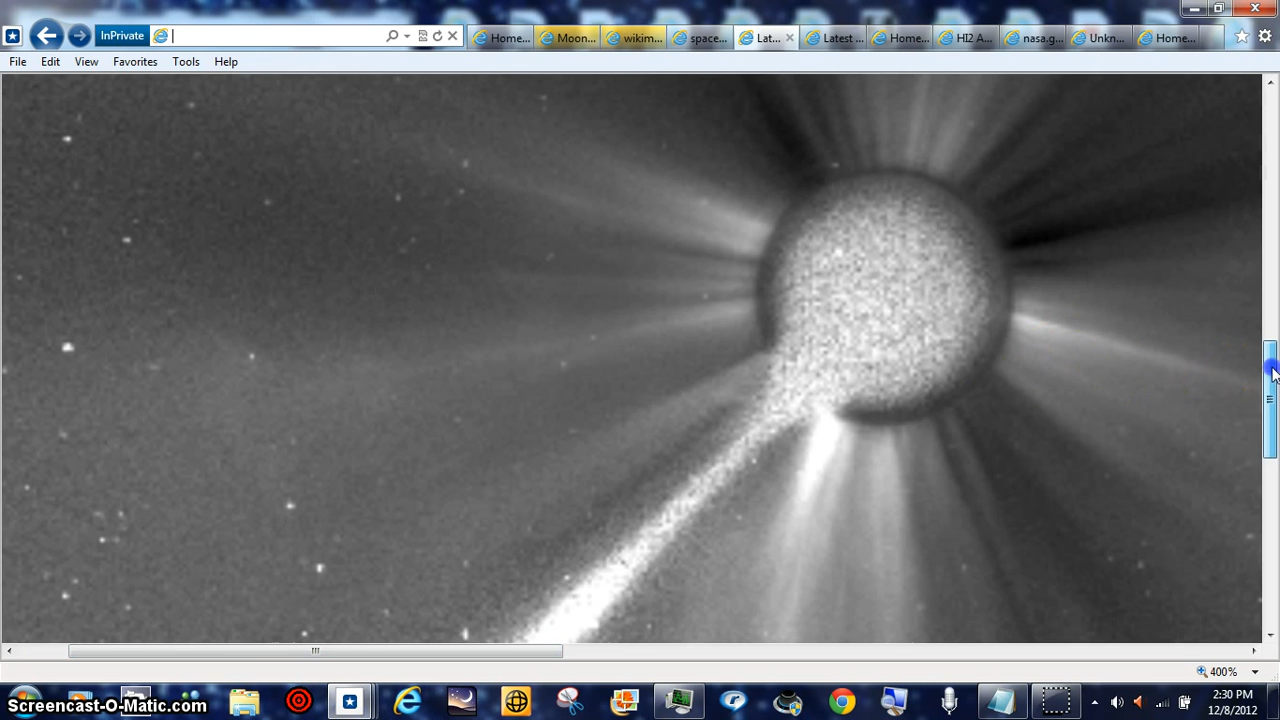 InPrivate
Home...
Moon...
wikim...
space...
Lat...
Latest ...
Home...
HI2 A...
nasa.g...
Unkn...
Home...
File Edit View Favorites Tools Help
400%
2:30 PM
12/8/2012
Screencast-O-Matic.com